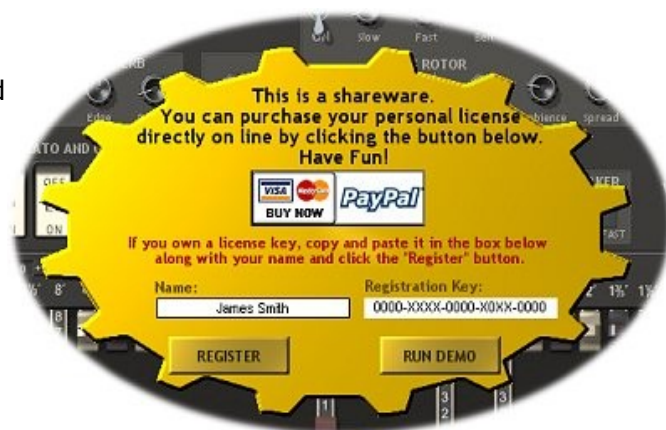 Off Slow Fast
ROTOR
Edge
Spread
This is a shareware.
You can purchase your personal license
directly on line by clicking the button below.
Have Fun!
VISA MasterCard PayPal
BUY NOW
If you own a license key, copy and paste it in the box below
along with your name and click the "Register" button.
Name: Registration Key:
James Smith 0000-XXXX-0000-X0XX-0000
REGISTER RUN DEMO